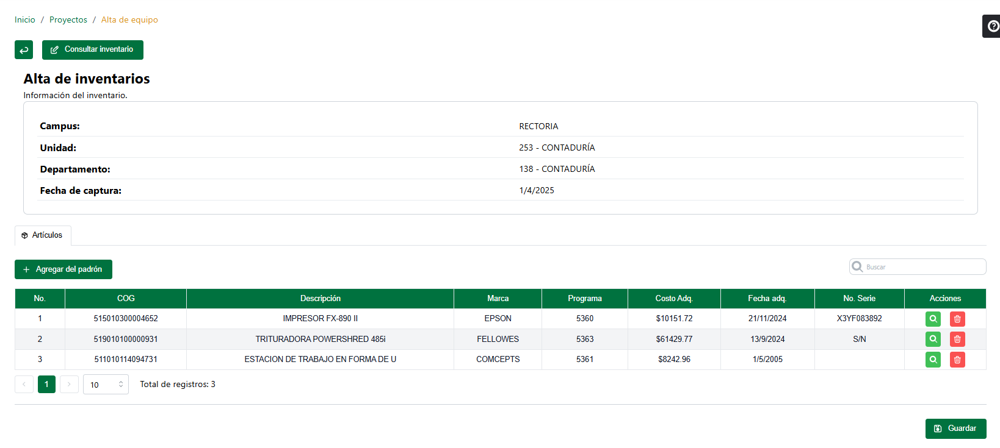 Inicio / Proyectos / Alta de equipo
Consultar inventario
Alta de inventarios
Información del inventario.
Campus: RECTORIA
Unidad: 253 - CONTADURÍA
Departamento: 138 - CONTADURÍA
Fecha de captura: 1/4/2025
Artículos
+ Agregar del padrón
Buscar
No. COG Descripción Marca Programa Costo Adq. Fecha adq. No. Serie Acciones
1 515010300004652 IMPRESOR FX-890 II EPSON 5360 $10151.72 21/11/2024 X3YF083892
2 519010100000931 TRITURADORA POWERSHRED 485i FELLOWES 5363 $61429.77 13/9/2024 S/N
3 511010114094731 ESTACION DE TRABAJO EN FORMA DE U COMCEPTS 5361 $8242.96 1/5/2005
< 1 > 10 Total de registros: 3
Guardar